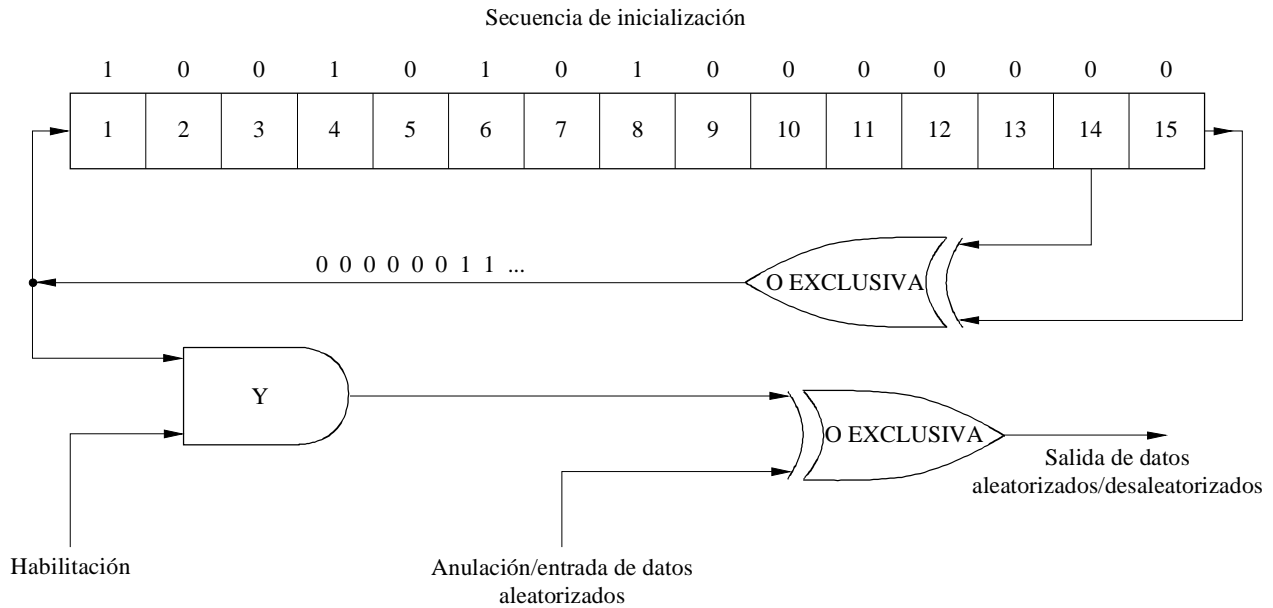 Secuencia de inicialización
1 0 0 1 0 1 0 1 0 0 0 0 0 0 0
1 2 3 4 5 6 7 8 9 10 11 12 13 14 15
0 0 0 0 0 0 1 1 ...
O EXCLUSIVA
Y
O EXCLUSIVA
Salida de datos
aleatorizados/desaleatorizados
Habilitación
Anulación/entrada de datos
aleatorizados